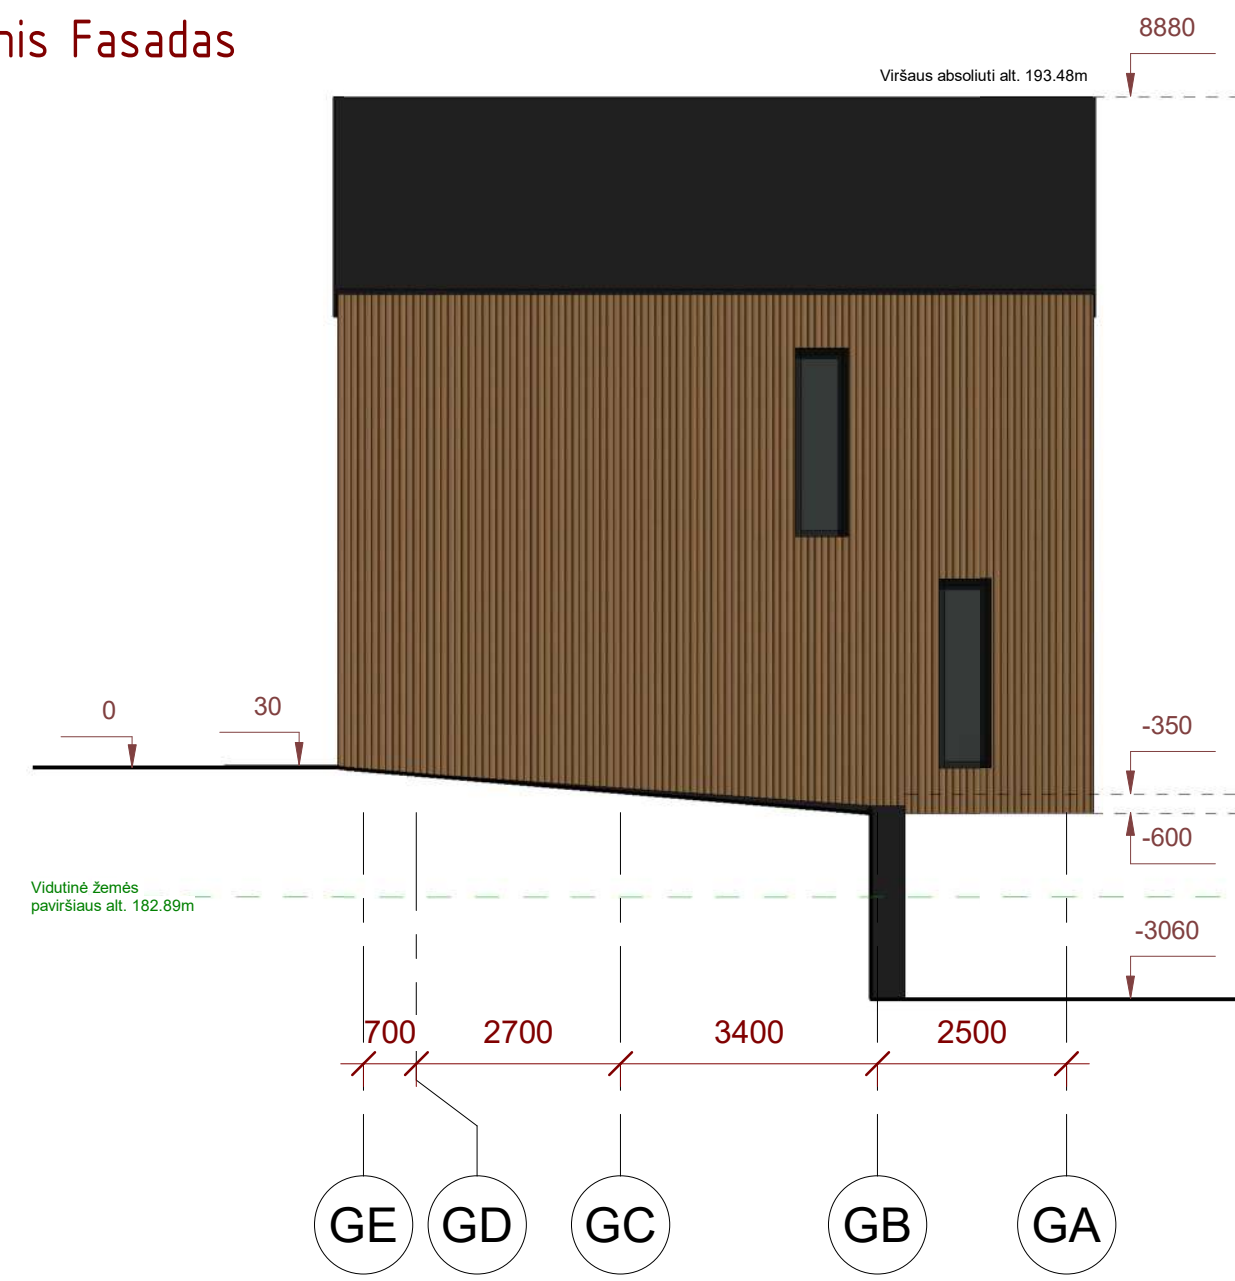 nis Fasadas
8880
Viršaus absoliuti alt. 193.48m
0
30
-350
-600
Vidutinė žemės
paviršiaus alt. 182.89m
-3060
700 2700 3400 2500
GE GD GC GB GA